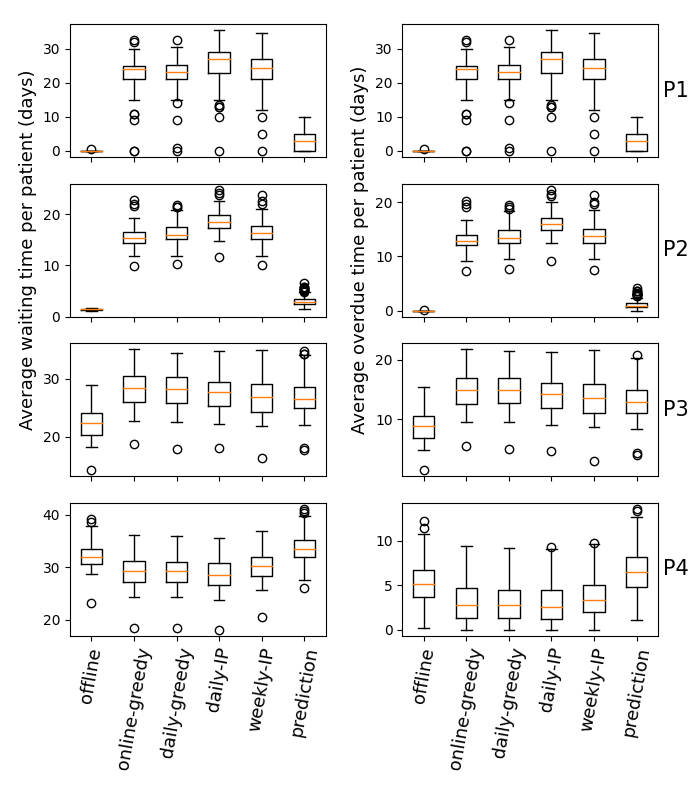 Average waiting time per patient (days)
Average overdue time per patient (days)
30
20
10
0
30
20
10
0
P1
20
10
0
20
10
0
P2
30
20
20
10
P3
40
30
20
10
5
0
P4
offline
online-greedy
daily-greedy
daily-IP
weekly-IP
prediction
offline
online-greedy
daily-greedy
daily-IP
weekly-IP
prediction